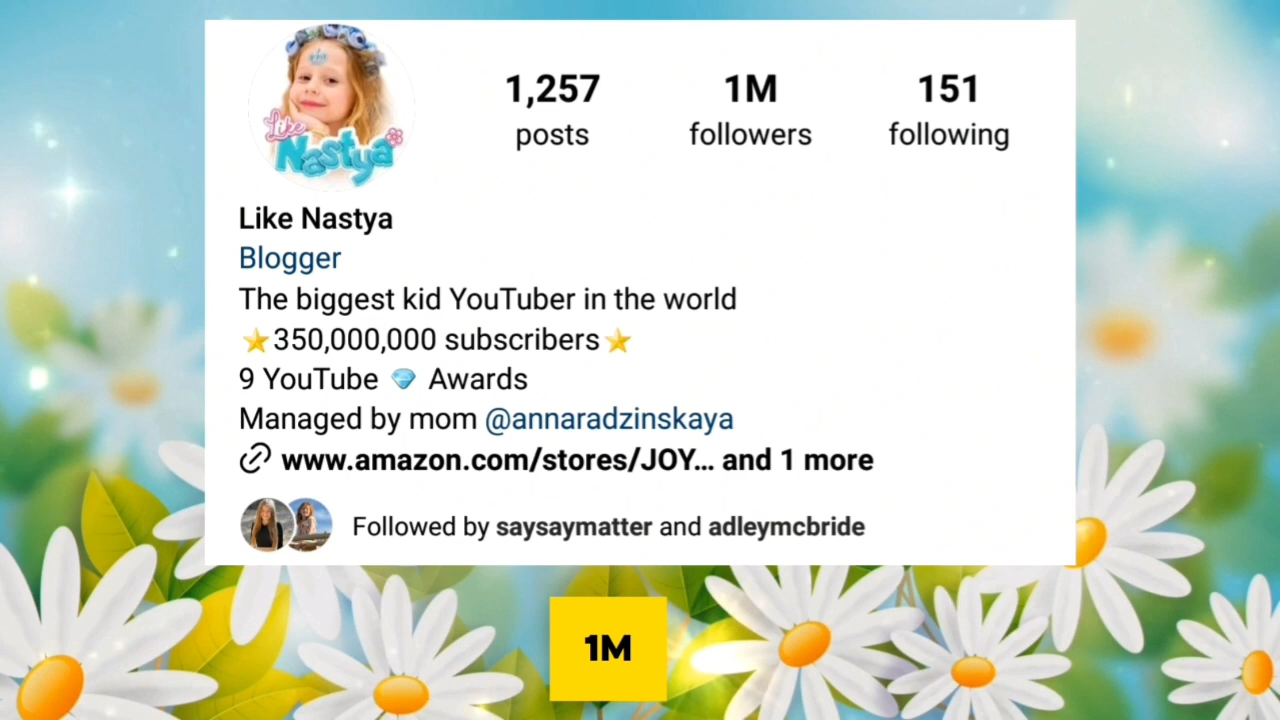 Like
Nastya
1,257 1M 151
posts followers following
Like Nastya
Blogger
The biggest kid YouTuber in the world
⭐350,000,000 subscribers⭐
9 YouTube 💎 Awards
Managed by mom @annaradzinskaya
www.amazon.com/stores/JOY... and 1 more
Followed by saysaymatter and adleymcbride
1M